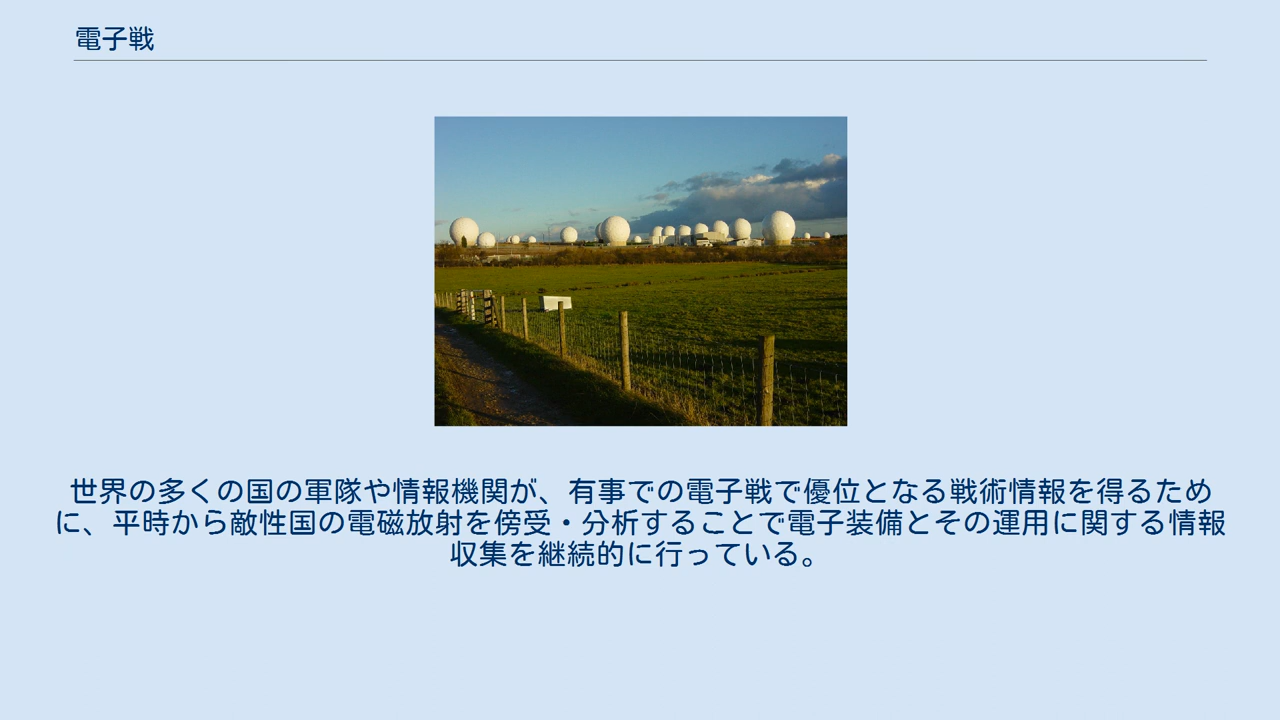 電子戦
世界の多くの国の軍隊や情報機関が、有事での電子戦で優位となる戦術情報を得るため
に、平時から敵性国の電磁放射を傍受・分析することで電子装備とその運用に関する情報
収集を継続的に行っている。